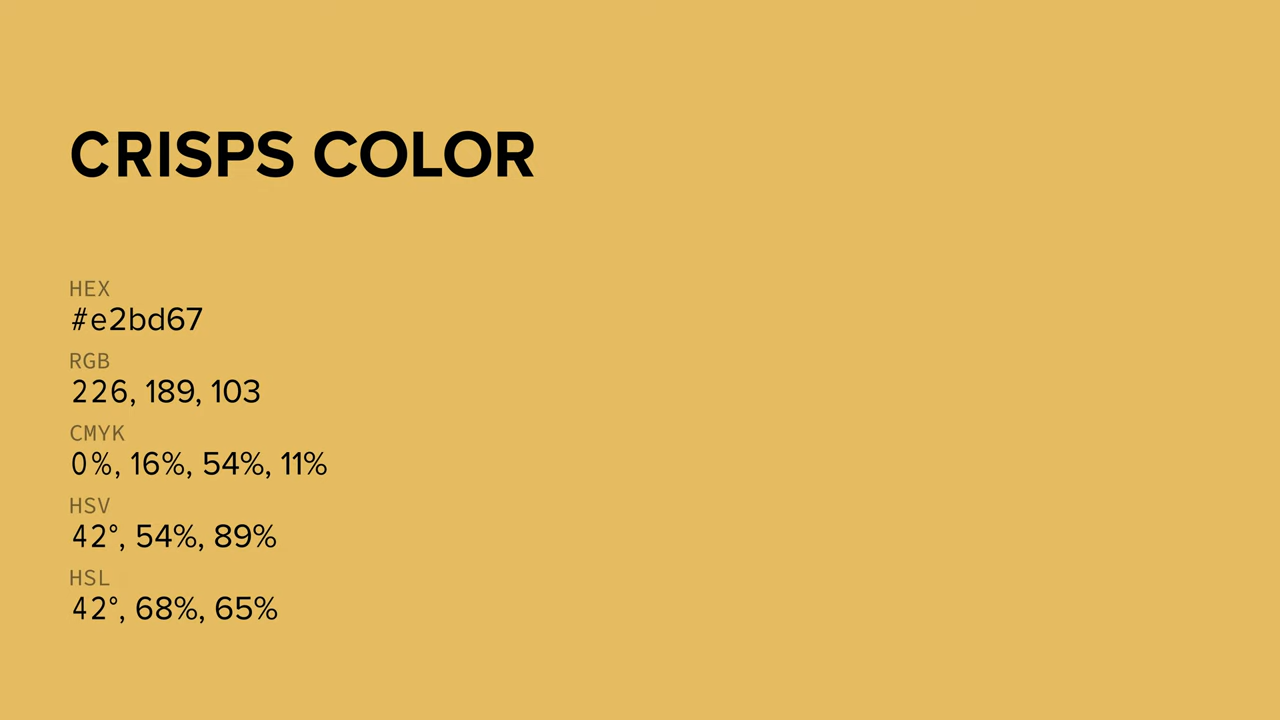 CRISPS COLOR
HEX
#e2bd67
RGB
226, 189, 103
CMYK
0%, 16%, 54%, 11%
HSV
42°, 54%, 89%
HSL
42°, 68%, 65%